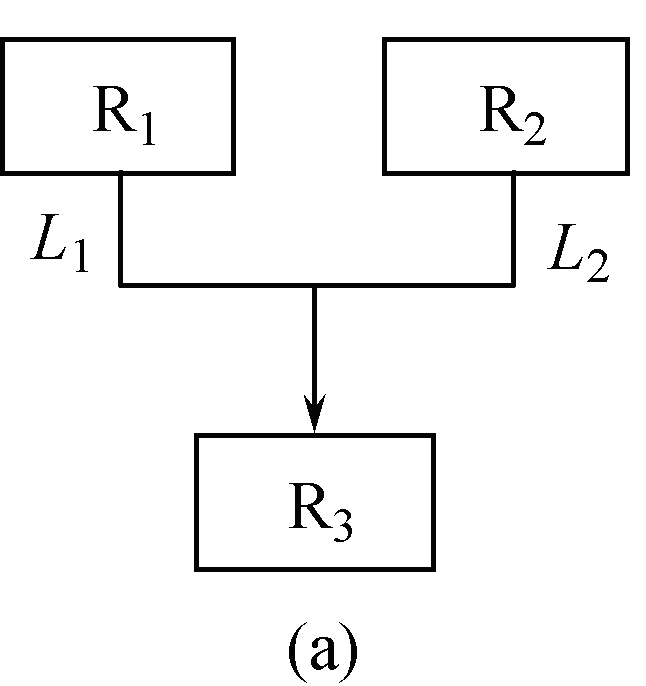 R₁ R₂
L₁ L₂
R₃
(a)